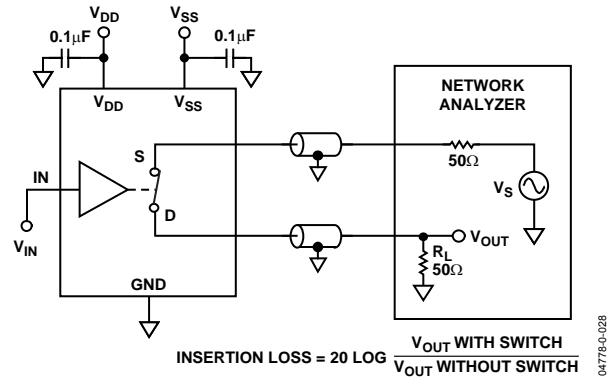 V_DD V_SS
0.1µF 0.1µF
V_DD V_SS
NETWORK
ANALYZER
S
50Ω
V_S
IN
D
V_OUT
V_IN
R_L
50Ω
GND
INSERTION LOSS = 20 LOG V_OUT WITH SWITCH
V_OUT WITHOUT SWITCH
04778-0-028